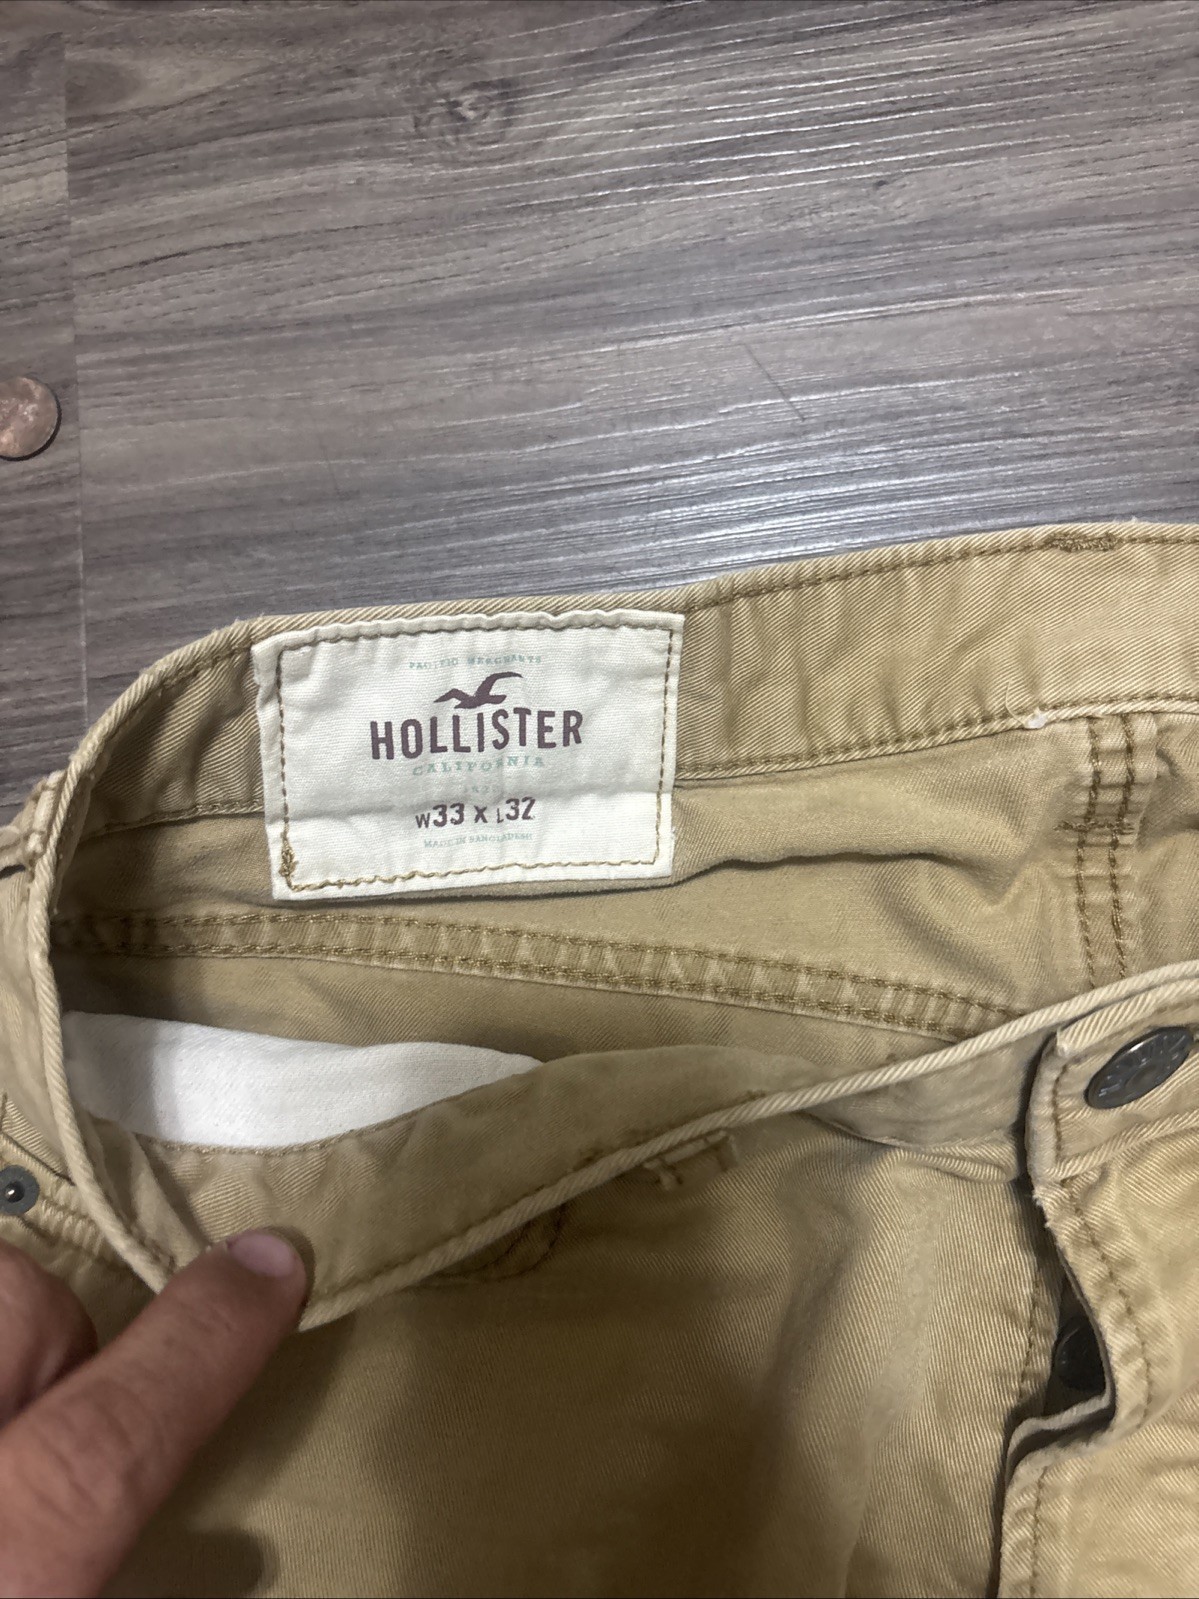 PACIFIC MERCHANTS
HOLLISTER
CALIFORNIA
W33 X L32
MADE IN BANGLADESH